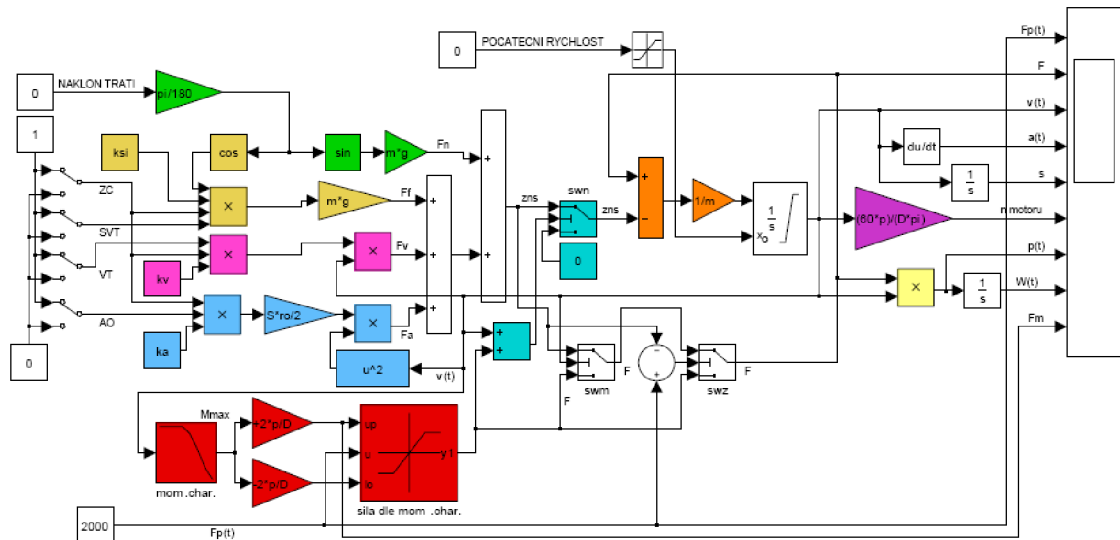 0
NAKLON TRATI
pi/180
0
POCATECNI RYCHLOST
Fp(t)
F
v(t)
a(t)
du/dt
1
s
s
n motoru
p(t)
W(t)
Fm
1
ksi
cos
sin
m*g
Fn
+
ZC
×
m*g
Ff
+
zns
swn
zns
+
−
1/m
1
s
xo
(60*p)/(D*pi)
SVT
×
×
Fv
+
+
0
VT
kv
×
1
s
AO
×
S*ro/2
×
Fa
+
+
+
−
+
0
ka
u^2
v(t)
F
swm
F
swz
F
Mmax
+2*p/D
up
u
y1
lo
-2*p/D
mom.char.
sila dle mom .char.
2000
Fp(t)